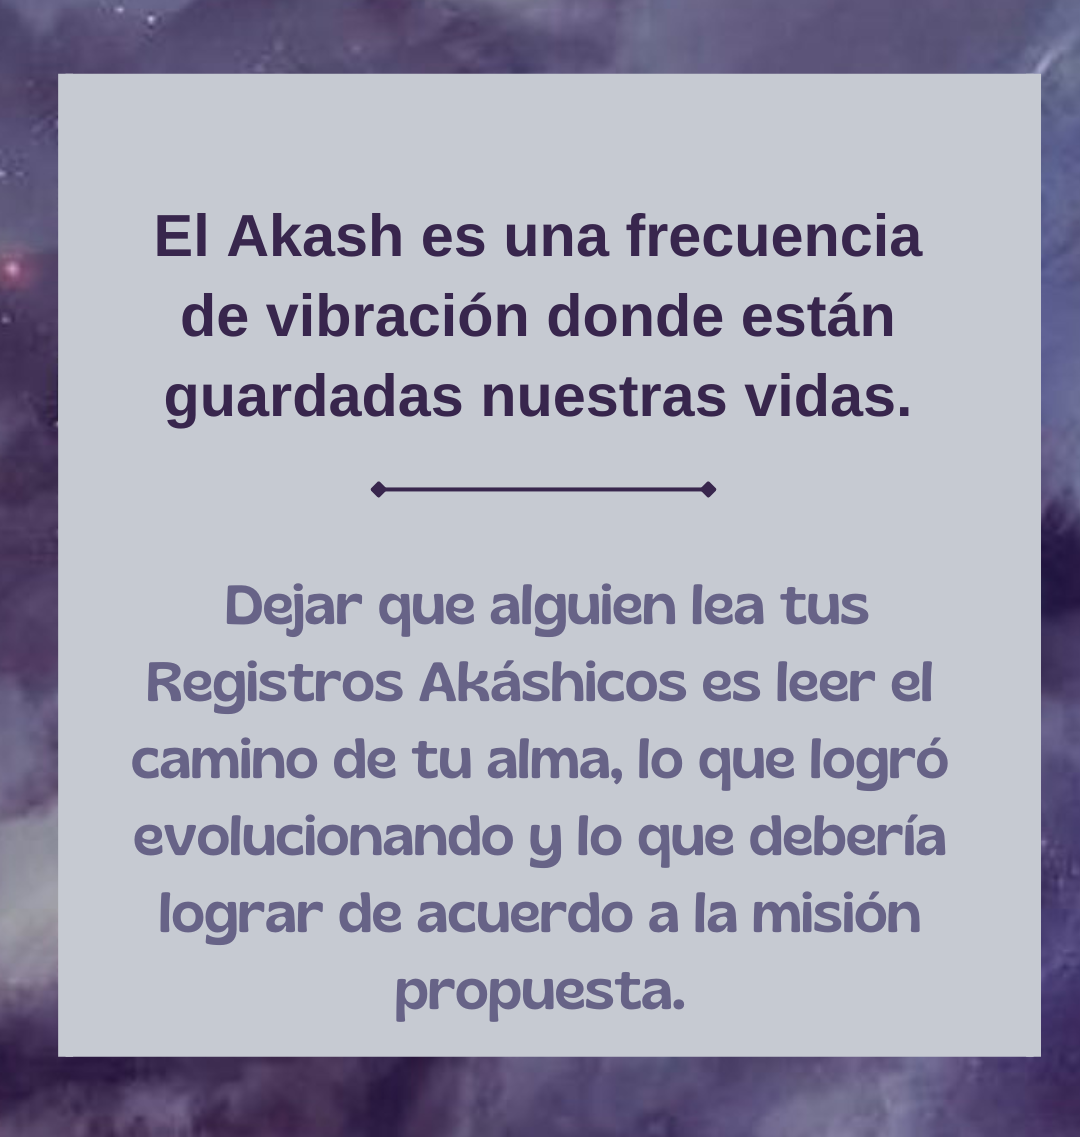 El Akash es una frecuencia
de vibración donde están
guardadas nuestras vidas.
Dejar que alguien lea tus
Registros Akáshicos es leer el
camino de tu alma, lo que logró
evolucionando y lo que debería
lograr de acuerdo a la misión
propuesta.